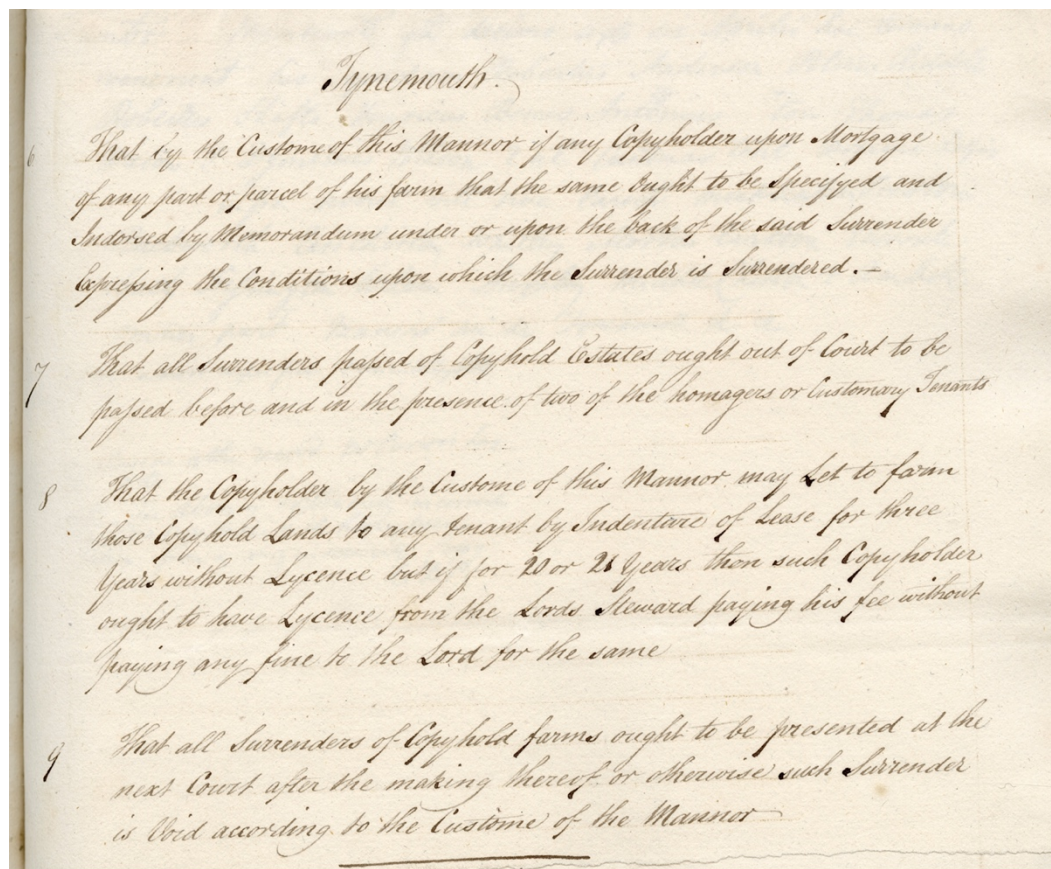 Tynemouth.
6 That by the Custome of this Mannor if any Copyholder upon Mortgage
of any part or parcel of his farm that the same Ought to be Specifyed and
Indorsed by Memorandum under or upon the back of the said Surrender
Expressing the Conditions upon which the Surrender is Surrendered. –
7 That all Surrenders passed of Copyhold Estates ought out of Court to be
passed before and in the presence of two of the homagers or Customary Tenants
8 That the Copyholder by the Custome of this Mannor may Let to farm
those Copyhold Lands to any tenant by Indenture of Lease for three
Years without Lycence but if for 20 or 21 Years then such Copyholder
ought to have Lycence from the Lords Steward paying his fee without
paying any fine to the Lord for the same
9 That all Surrenders of Copyhold farms ought to be presented at the
next Court after the making thereof or otherwise such Surrender
is Void according to the Custome of the Mannor